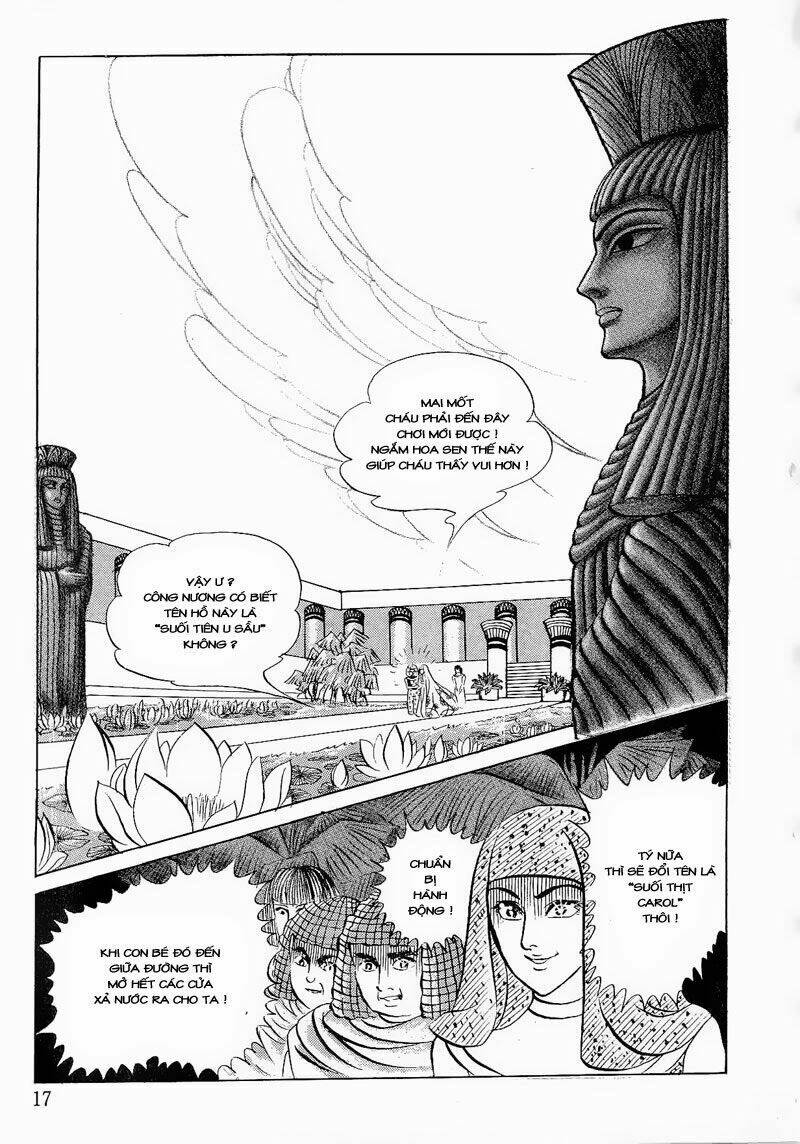 MAI MỐT
CHÁU PHẢI ĐẾN ĐÂY
CHƠI MỚI ĐƯỢC !
NGẮM HOA SEN THẾ NÀY
GIÚP CHÁU THẤY VUI HƠN !
VẬY Ư ?
CÔNG NƯƠNG CÓ BIẾT
TÊN HỒ NÀY LÀ
"SUỐI TIÊN U SẦU"
KHÔNG ?
TÝ NỮA
THÌ SẼ ĐỔI TÊN LÀ
"SUỐI THỊT
CAROL"
THÔI !
CHUẨN
BỊ
HÀNH
ĐỘNG !
KHI CON BÉ ĐÓ ĐẾN
GIỮA ĐƯỜNG THÌ
MỞ HẾT CÁC CỬA
XẢ NƯỚC RA CHO TA !
17